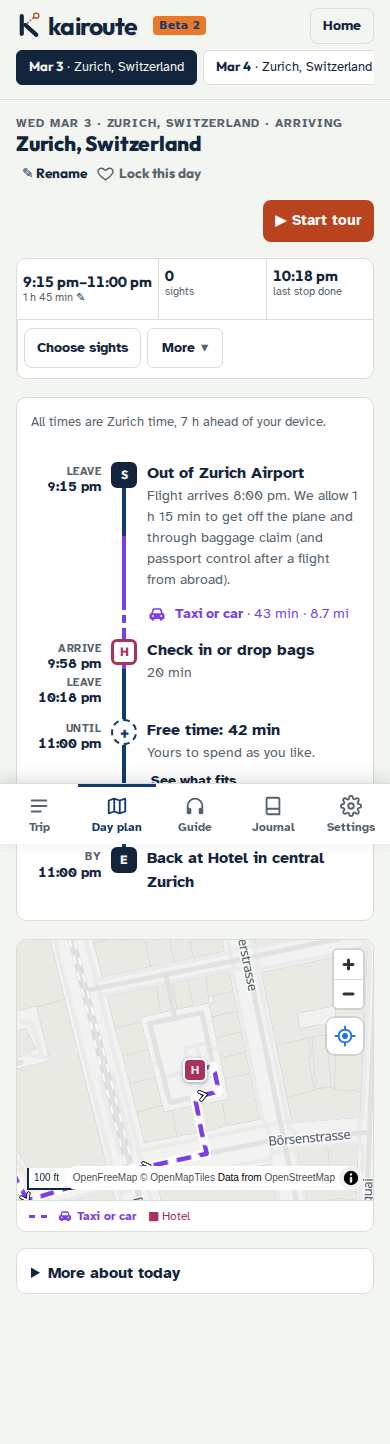 kairoute
Beta 2
Home
Mar 3 · Zurich, Switzerland
Mar 4 · Zurich, Switzerland
WED MAR 3 · ZURICH, SWITZERLAND · ARRIVING
Zurich, Switzerland
✎ Rename
Lock this day
▶ Start tour
9:15 pm–11:00 pm
1 h 45 min ✎
0
sights
10:18 pm
last stop done
Choose sights
More ▼
All times are Zurich time, 7 h ahead of your device.
LEAVE
9:15 pm
S
Out of Zurich Airport
Flight arrives 8:00 pm. We allow 1
h 15 min to get off the plane and
through baggage claim (and
passport control after a flight
from abroad).
Taxi or car · 43 min · 8.7 mi
ARRIVE
9:58 pm
LEAVE
10:18 pm
H
Check in or drop bags
20 min
UNTIL
11:00 pm
Free time: 42 min
Yours to spend as you like.
See what fits
Trip
Day plan
Guide
Journal
Settings
BY
11:00 pm
E
Back at Hotel in central
Zurich
erstrasse
+
−
H
Börsenstrasse
100 ft
OpenFreeMap © OpenMapTiles Data from OpenStreetMap
Taxi or car
Hotel
▶ More about today